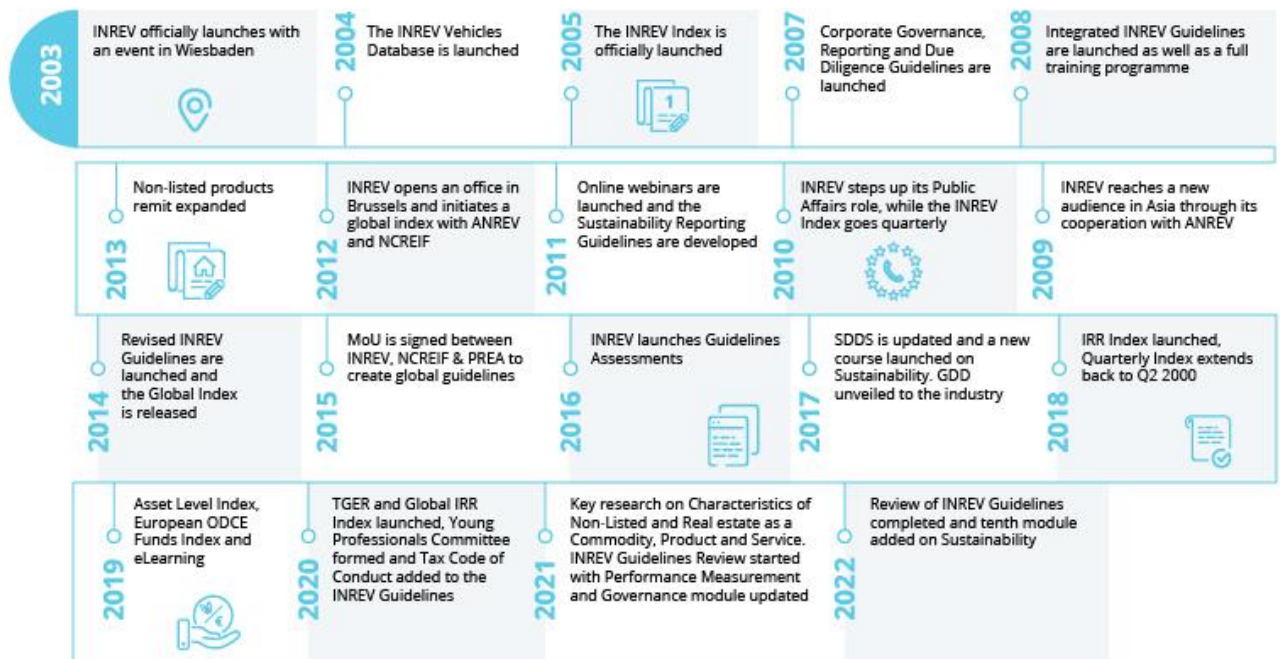 2003
INREV officially launches with
an event in Wiesbaden
2004
The INREV Vehicles
Database is launched
2005
The INREV Index is
officially launched
1
2007
Corporate Governance,
Reporting and Due
Diligence Guidelines are
launched
2008
Integrated INREV Guidelines
are launched as well as a full
training programme
2013
Non-listed products
remit expanded
2012
INREV opens an office in
Brussels and initiates a
global index with ANREV
and NCREIF
2011
Online webinars are
launched and the
Sustainability Reporting
Guidelines are developed
2010
INREV steps up its Public
Affairs role, while the INREV
Index goes quarterly
2009
INREV reaches a new
audience in Asia through its
cooperation with ANREV
2014
Revised INREV
Guidelines are
launched and
the Global Index
is released
2015
MoU is signed between
INREV, NCREIF & PREA to
create global guidelines
2016
INREV launches Guidelines
Assessments
2017
SDDS is updated and a new
course launched on
Sustainability. GDD
unveiled to the industry
2018
IRR Index launched,
Quarterly Index extends
back to Q2 2000
2019
Asset Level Index,
European ODCE
Funds Index and
eLearning
2020
TGER and Global IRR
Index launched, Young
Professionals Committee
formed and Tax Code of
Conduct added to the
INREV Guidelines
2021
Key research on Characteristics of
Non-Listed and Real estate as a
Commodity, Product and Service.
INREV Guidelines Review started
with Performance Measurement
and Governance module updated
2022
Review of INREV Guidelines
completed and tenth module
added on Sustainability